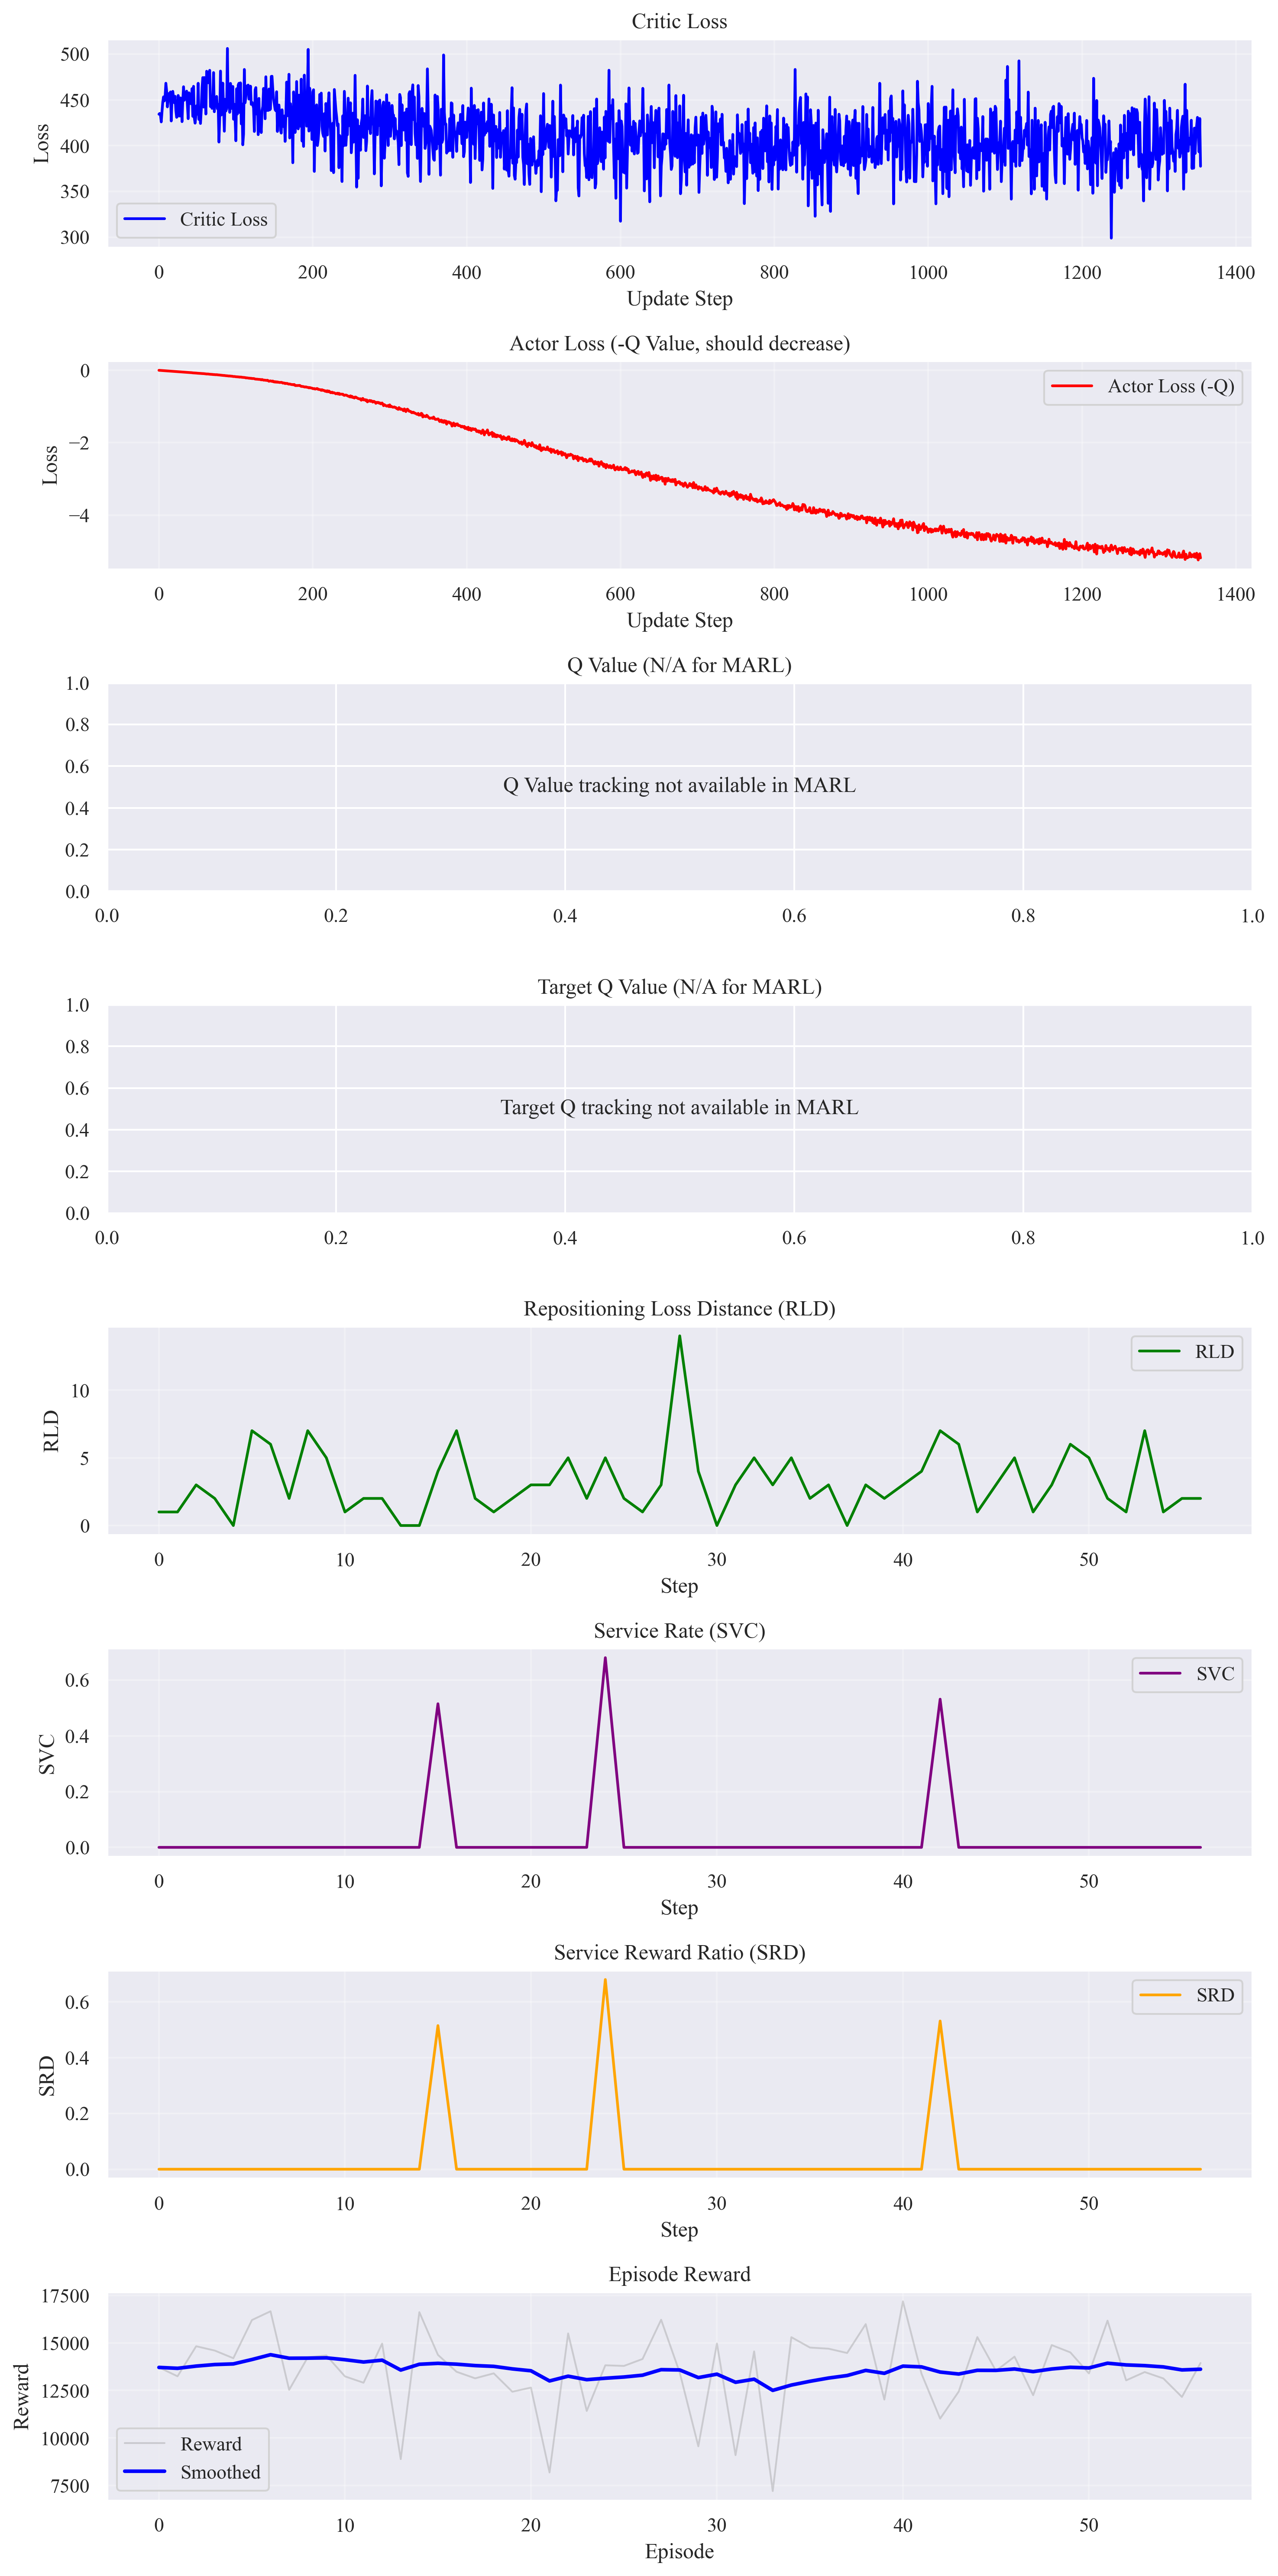 Critic Loss
500
450
400
350
300
Loss
Critic Loss
0 200 400 600 800 1000 1200 1400
Update Step
Actor Loss (-Q Value, should decrease)
0
−2
−4
Loss
Actor Loss (-Q)
0 200 400 600 800 1000 1200 1400
Update Step
Q Value (N/A for MARL)
1.0
0.8
0.6
0.4
0.2
0.0
Q Value tracking not available in MARL
0.0 0.2 0.4 0.6 0.8 1.0
Target Q Value (N/A for MARL)
1.0
0.8
0.6
0.4
0.2
0.0
Target Q tracking not available in MARL
0.0 0.2 0.4 0.6 0.8 1.0
Repositioning Loss Distance (RLD)
10
5
0
RLD
RLD
0 10 20 30 40 50
Step
Service Rate (SVC)
0.6
0.4
0.2
0.0
SVC
SVC
0 10 20 30 40 50
Step
Service Reward Ratio (SRD)
0.6
0.4
0.2
0.0
SRD
SRD
0 10 20 30 40 50
Step
Episode Reward
17500
15000
12500
10000
7500
Reward
Reward
Smoothed
0 10 20 30 40 50
Episode